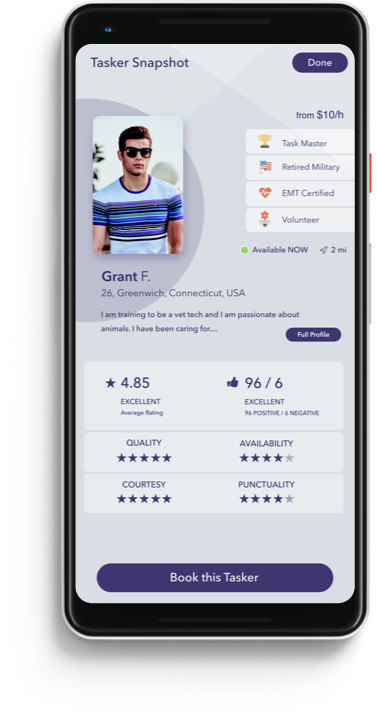 Tasker Snapshot
Done
from $10/h
Task Master
Retired Military
EMT Certified
Volunteer
Available NOW
2 mi
Grant F.
26, Greenwich, Connecticut, USA
I am training to be a vet tech and I am passionate about
animals. I have been caring for...
Full Profile
4.85
96 / 6
EXCELLENT
EXCELLENT
Average Rating
96 POSITIVE / 6 NEGATIVE
QUALITY
AVAILABILITY
COURTESY
PUNCTUALITY
Book this Tasker